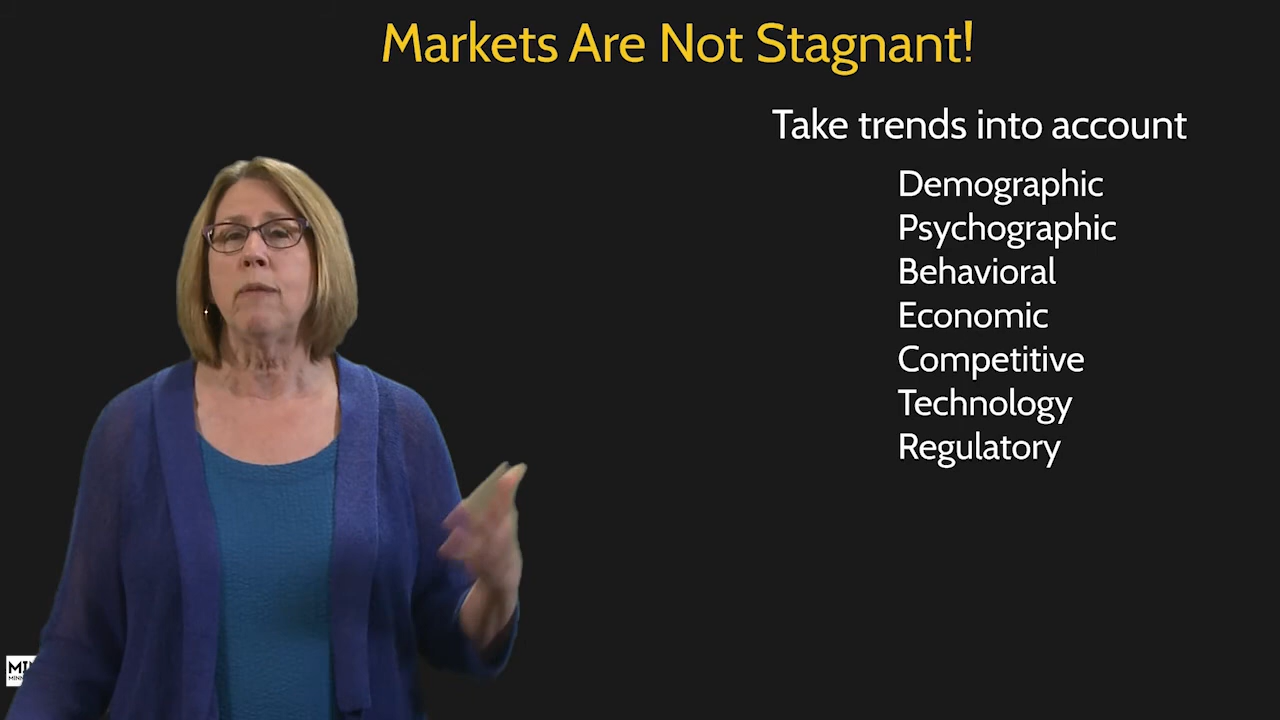 Markets Are Not Stagnant!
Take trends into account
Demographic
Psychographic
Behavioral
Economic
Competitive
Technology
Regulatory